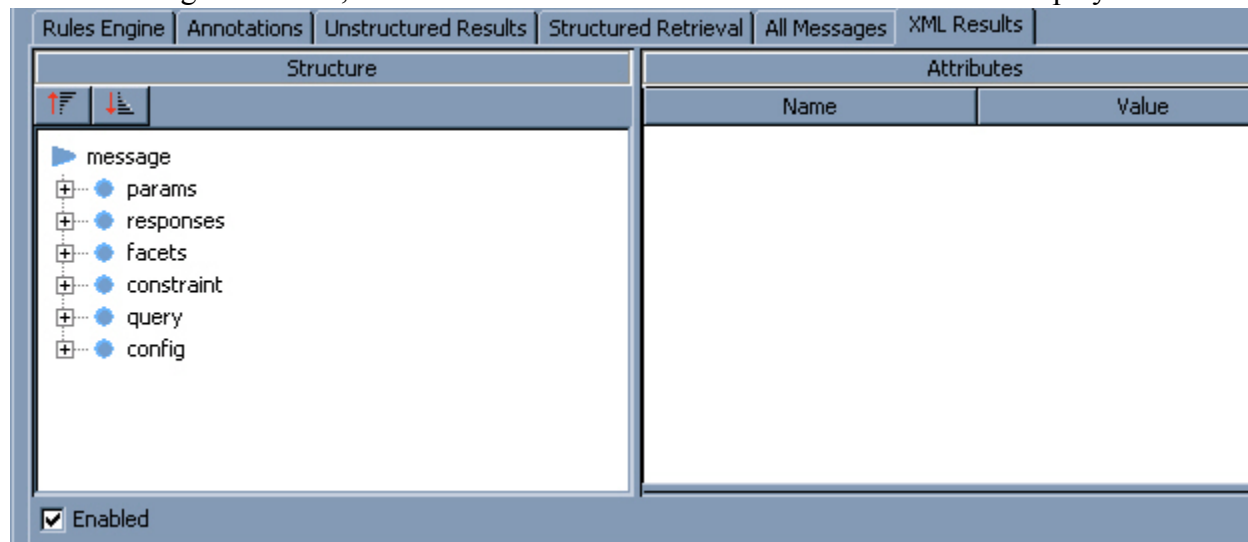 Rules Engine Annotations Unstructured Results Structured Retrieval All Messages XML Results
Structure Attributes
Name Value
message
params
responses
facets
constraint
query
config
Enabled